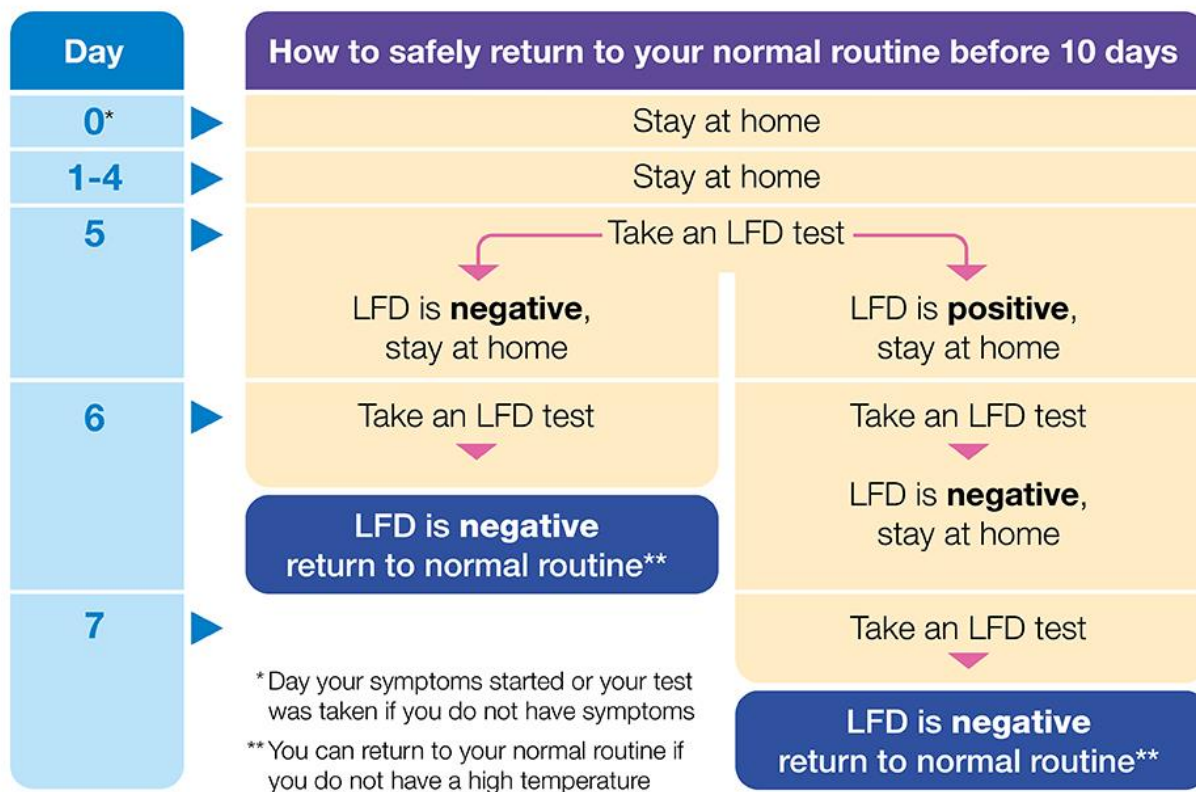 Day
How to safely return to your normal routine before 10 days
0*
Stay at home
1-4
Stay at home
5
Take an LFD test
LFD is negative,
stay at home
LFD is positive,
stay at home
6
Take an LFD test
LFD is negative
return to normal routine**
Take an LFD test
LFD is negative,
stay at home
7
Take an LFD test
LFD is negative
return to normal routine**
* Day your symptoms started or your test
was taken if you do not have symptoms
** You can return to your normal routine if
you do not have a high temperature